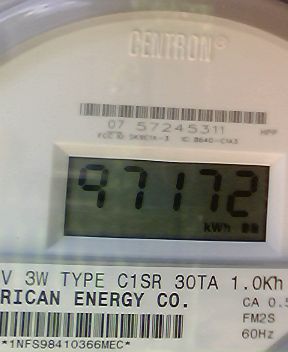 CENTRON®
07 57245311
HPP
97172
kWh
V 3W TYPE C1SR 30TA 1.0Kh
RICAN ENERGY CO.
CA 0.5
FM2S
60Hz
*1NFS98410366MEC*